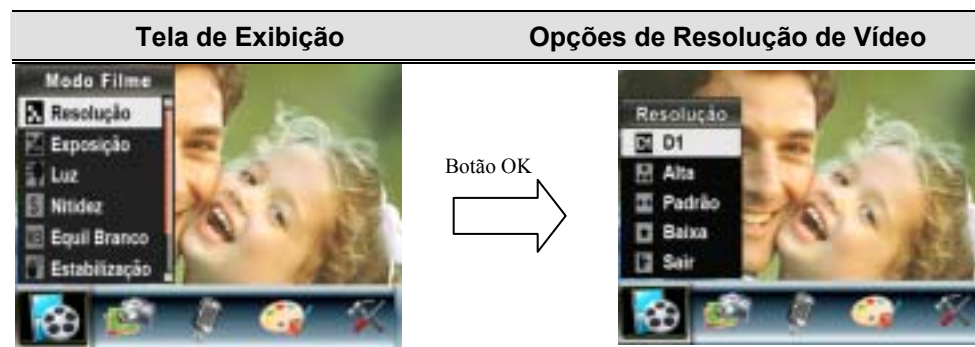 Tela de Exibição
Opções de Resolução de Vídeo
Modo Filme
Resolução
Exposição
Luz
Nitidez
Equil Branco
Estabilização
Botão OK
Resolução
D1
Alta
Padrão
Baixa
Sair